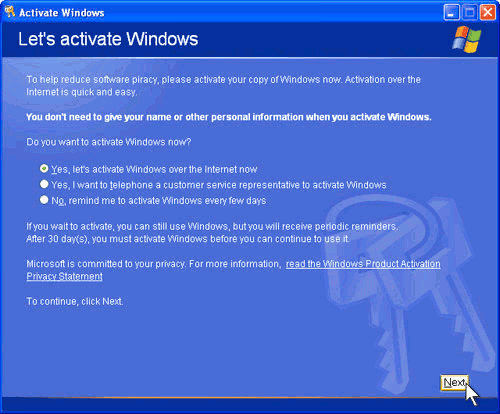 Activate Windows
Let's activate Windows
To help reduce software piracy, please activate your copy of Windows now. Activation over the
Internet is quick and easy.
You don't need to give your name or other personal information when you activate Windows.
Do you want to activate Windows now?
Yes, let's activate Windows over the Internet now
Yes, I want to telephone a customer service representative to activate Windows
No, remind me to activate Windows every few days
If you wait to activate, you can still use Windows, but you will receive periodic reminders.
After 30 day(s), you must activate Windows before you can continue to use it.
Microsoft is committed to your privacy. For more information, read the Windows Product Activation
Privacy Statement
To continue, click Next.
Next